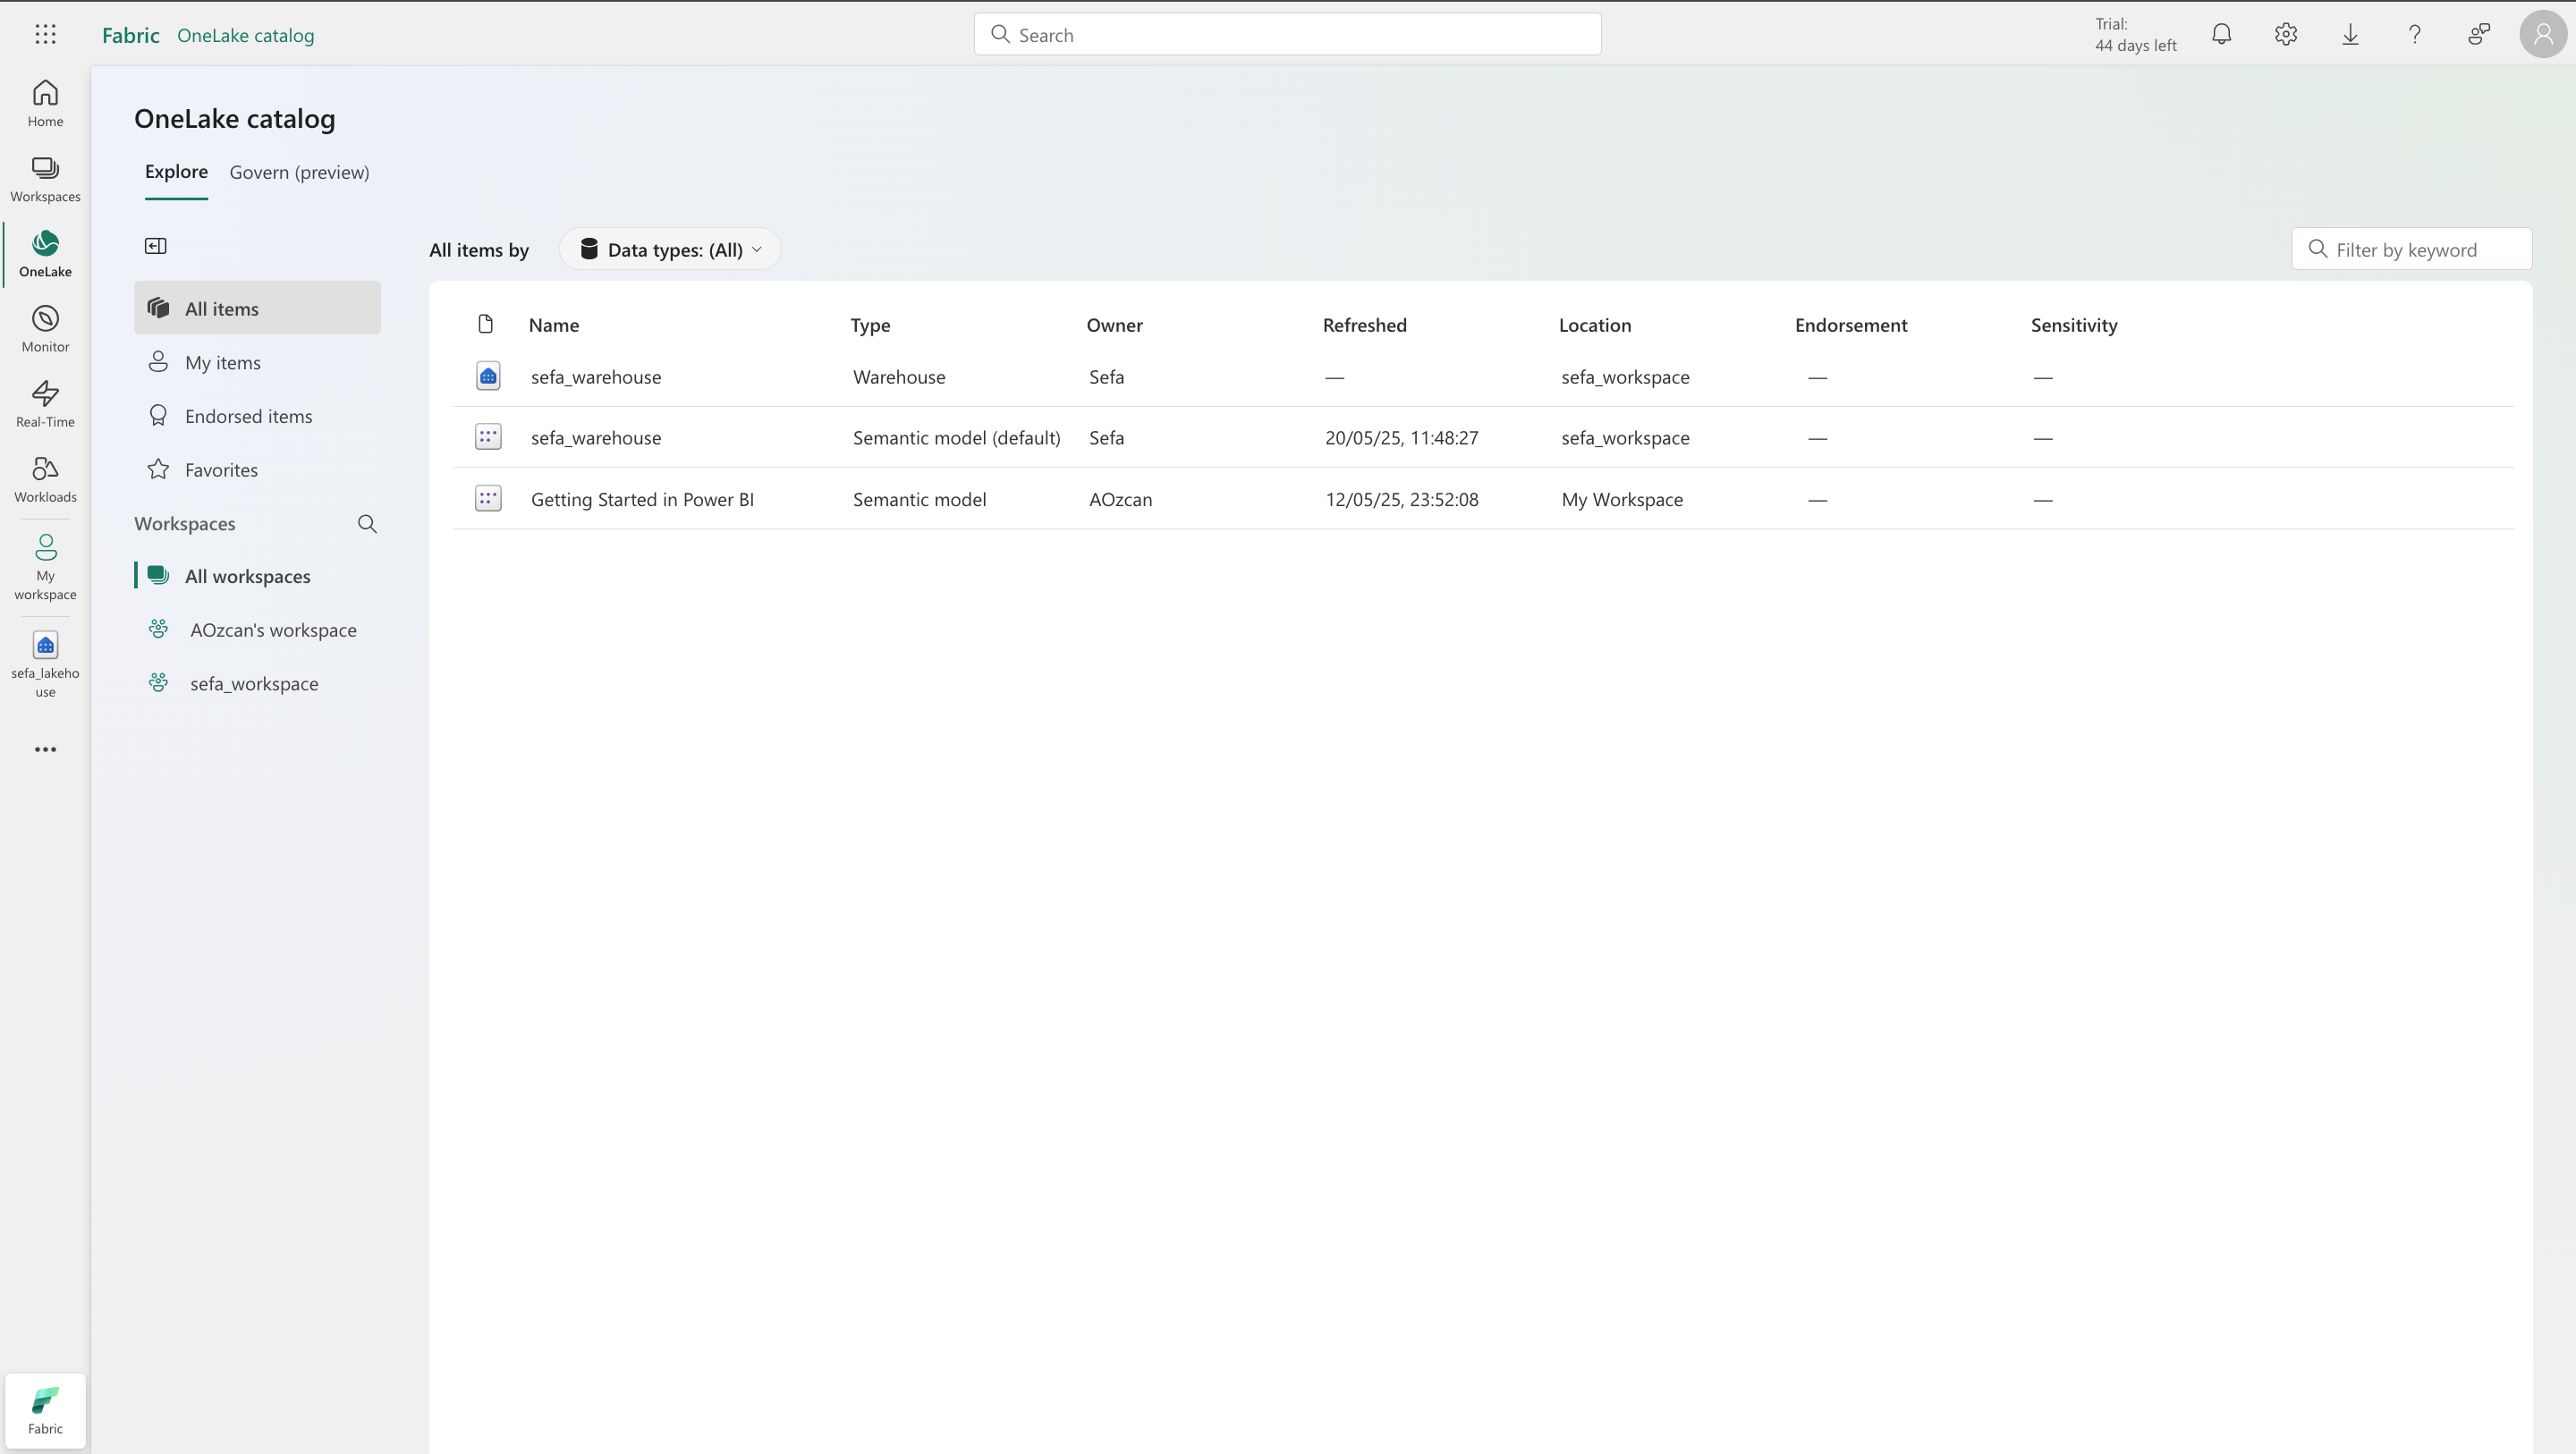 Fabric OneLake catalog
Search
Trial:
44 days left
Home
Workspaces
OneLake
Monitor
Real-Time
Workloads
My
workspace
sefa_lakeho
use
Fabric
OneLake catalog
Explore Govern (preview)
All items
My items
Endorsed items
Favorites
Workspaces
All workspaces
AOzcan's workspace
sefa_workspace
All items by Data types: (All) Filter by keyword
Name Type Owner Refreshed Location Endorsement Sensitivity
sefa_warehouse Warehouse Sefa — sefa_workspace — —
sefa_warehouse Semantic model (default) Sefa 20/05/25, 11:48:27 sefa_workspace — —
Getting Started in Power BI Semantic model AOzcan 12/05/25, 23:52:08 My Workspace — —